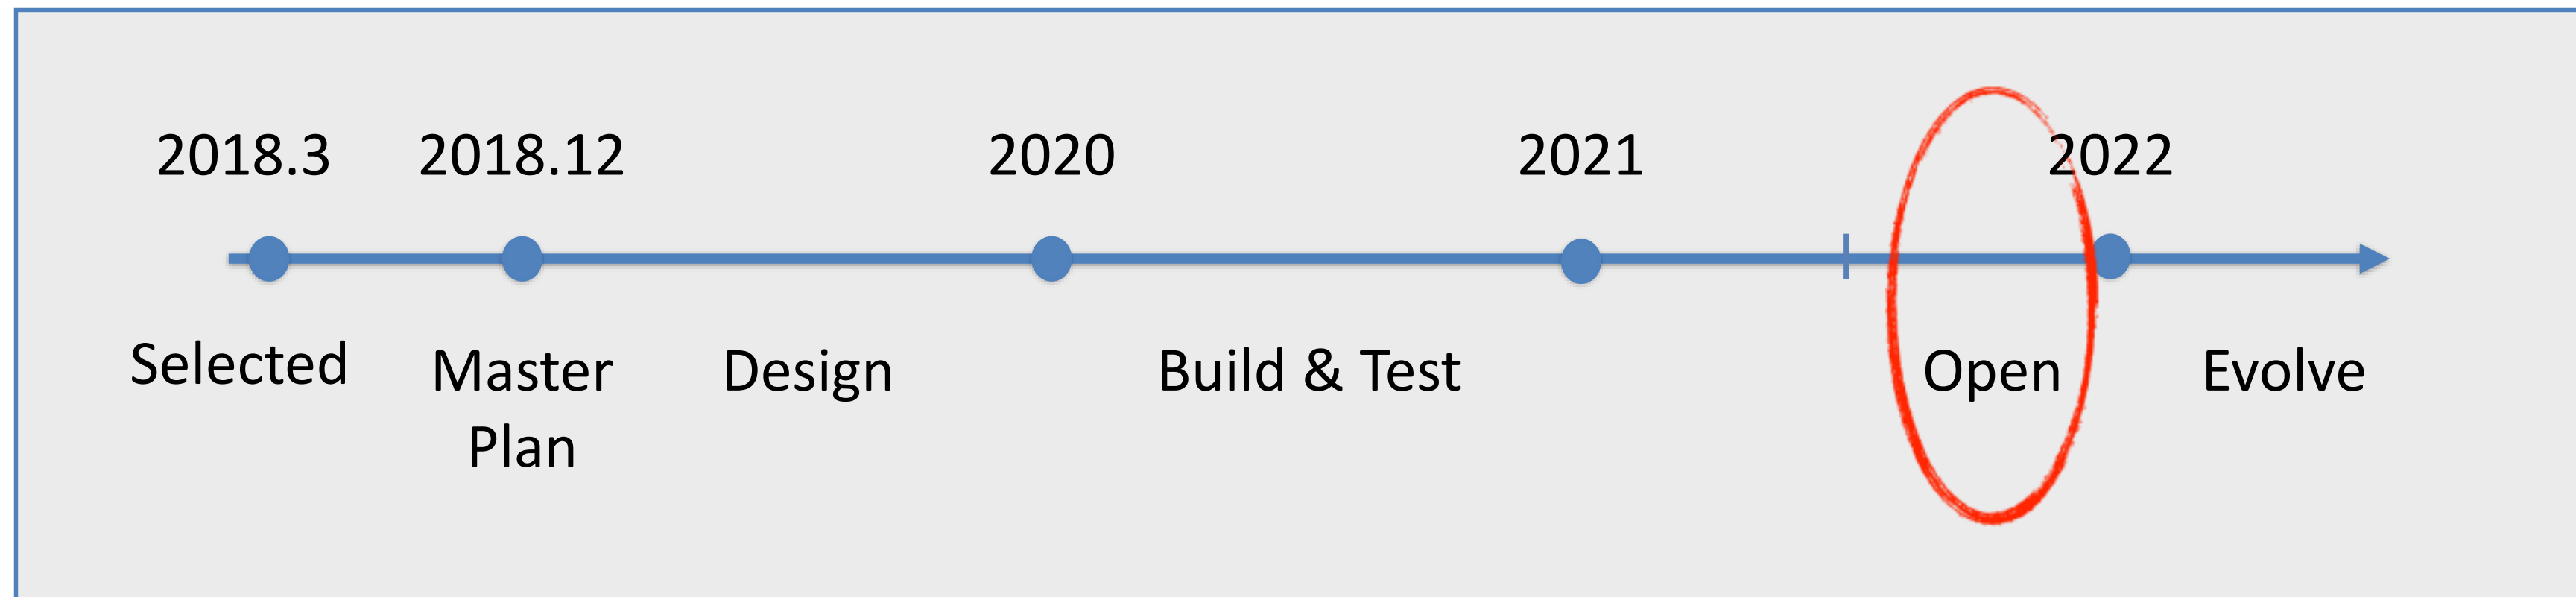 2018.3 2018.12 2020 2021 2022
Selected Master Design Build & Test Open Evolve
Plan